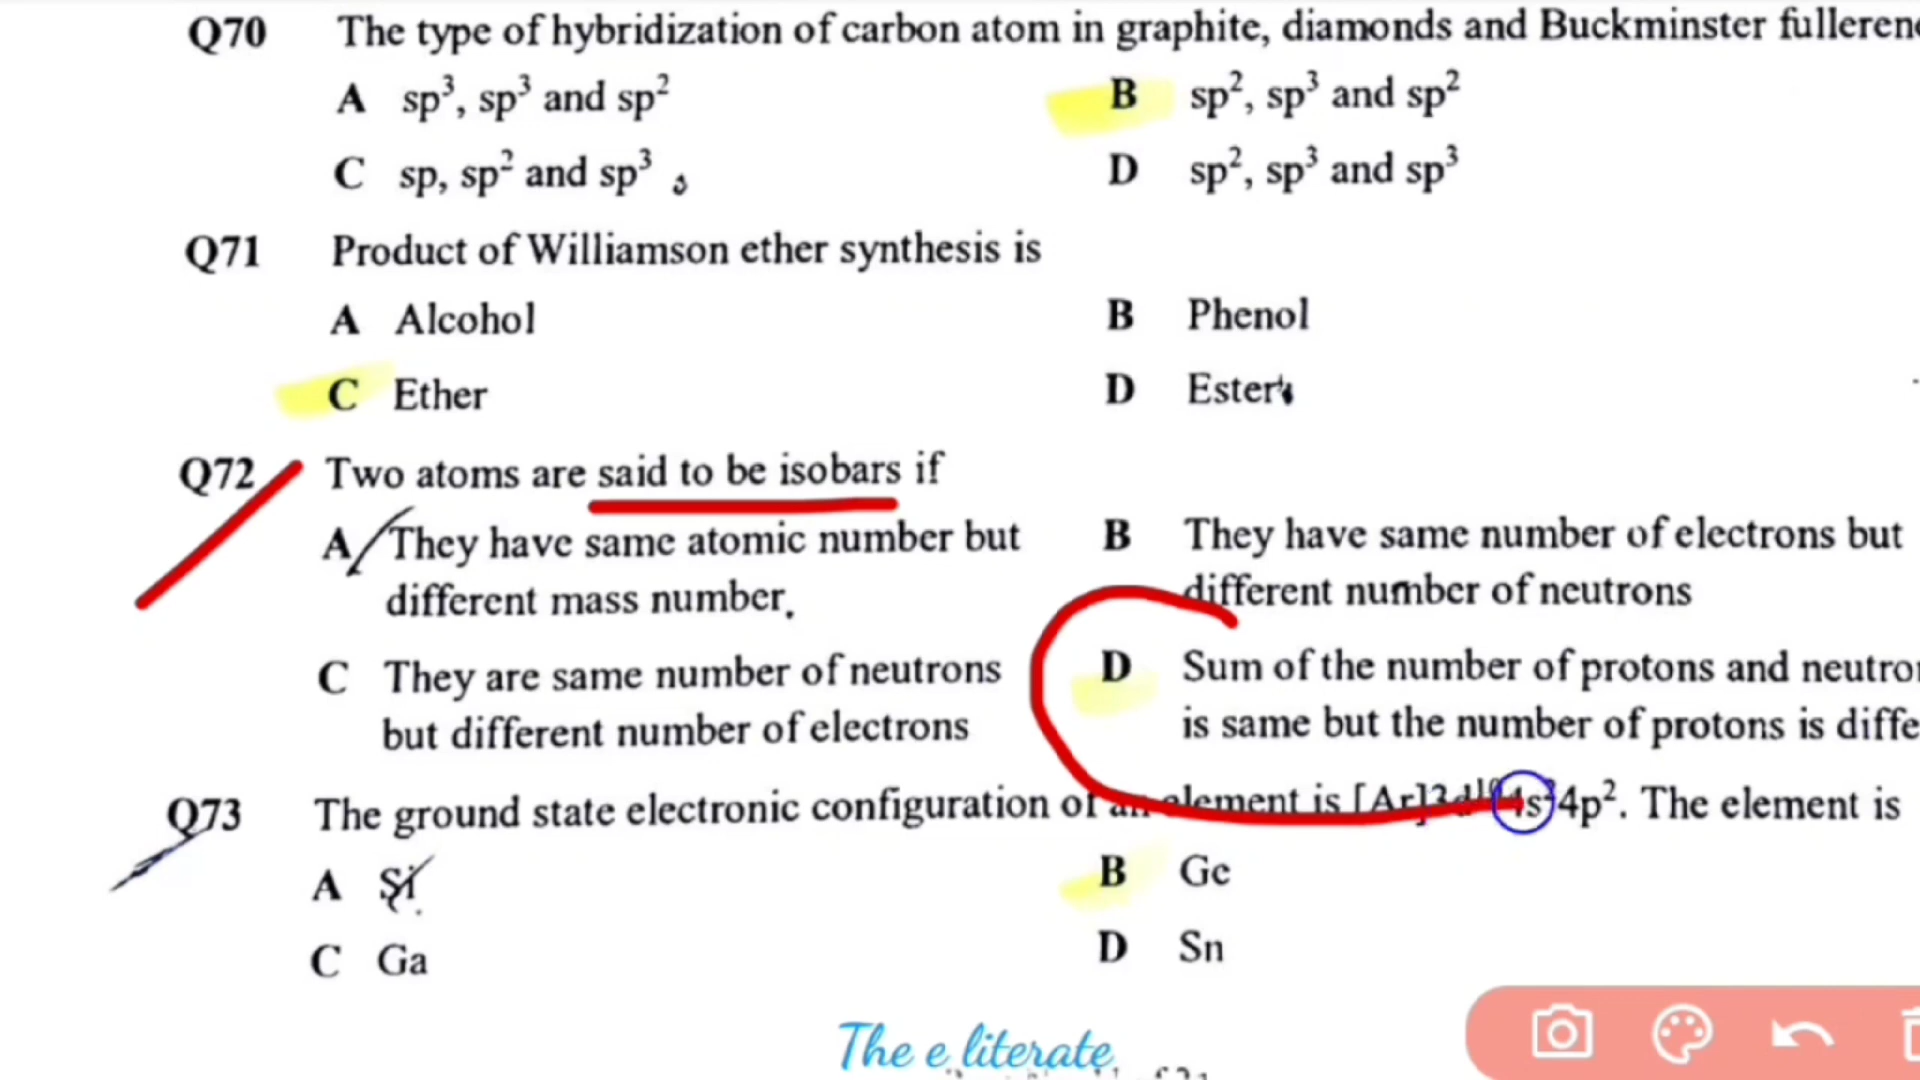 Q70 The type of hybridization of carbon atom in graphite, diamonds and Buckminster
A sp³, sp³ and sp² B sp², sp³ and sp²
C sp, sp² and sp³ D sp², sp³ and sp³
Q71 Product of Williamson ether synthesis is
A Alcohol B Phenol
C Ether D Ester
Q72 Two atoms are said to be isobars if
A They have same atomic number but B They have same number of electrons but
different mass number. different number of neutrons
C They are same number of neutrons D Sum of the number of protons and
but different number of electrons is same but the number of protons is
Q73 The ground state electronic configuration of an element is [Ar]3d¹⁰4s²4p². The element is
A Si B Ge
C Ga D Sn
The e literate